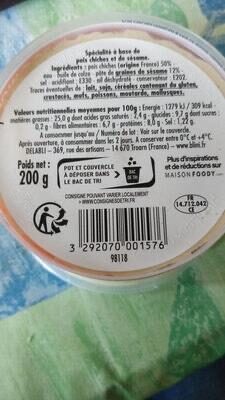 Spécialité à base de
pois chiches et de sésame.
Ingrédients : pois chiches (origine France) 50% -
eau - huile de colza - pâte de graines de sésame 12%
sel - acidifiant : E330 - ail - épices - conservateur : E202.
Traces éventuelles de : lait, soja, céréales contenant du gluten,
crustacés, œufs, poissons, moutarde, mollusques.
Valeurs nutritionnelles moyennes pour 100g : Energie : 1279 kJ / 309 kcal -
matières grasses : 25,0 g dont acides gras saturés : 2,4 g - glucides : 9,7 g dont sucres :
0,2 g - fibres alimentaires : 6,7 g - protéines : 8,0 g - Sel : 1,22 g.
A consommer jusqu'au / Numéro de lot : Voir sur le couvercle.
Après ouverture, à consommer dans les 2 jours. A conserver entre 0°C et +4°C.
DELABLI – 369, rue des artisans – 14 670 Troarn (France) – www.blini.fr
Poids net :
200 g
POT ET COUVERCLE
À DÉPOSER DANS
LE BAC DE TRI
BAC
DE TRI
Plus d'inspirations
et de réductions sur
MAISON FOODY.com
CONSIGNE POUVANT VARIER LOCALEMENT
>WWW.CONSIGNESDETRI.FR
FR
14.712.042
CE
3 292070 001576
98118